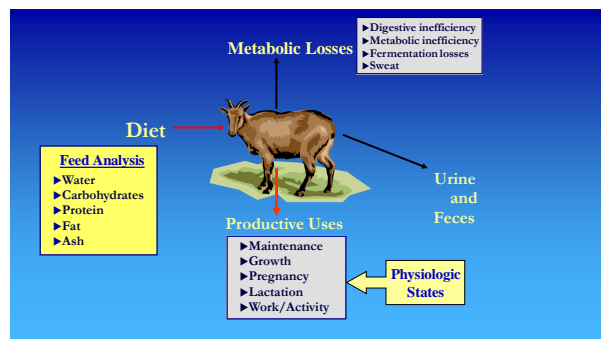 Metabolic Losses
▶Digestive inefficiency
▶Metabolic inefficiency
▶Fermentation losses
▶Sweat
Diet
Feed Analysis
▶Water
▶Carbohydrates
▶Protein
▶Fat
▶Ash
Urine
and
Feces
Productive Uses
▶Maintenance
▶Growth
▶Pregnancy
▶Lactation
▶Work/Activity
Physiologic
States